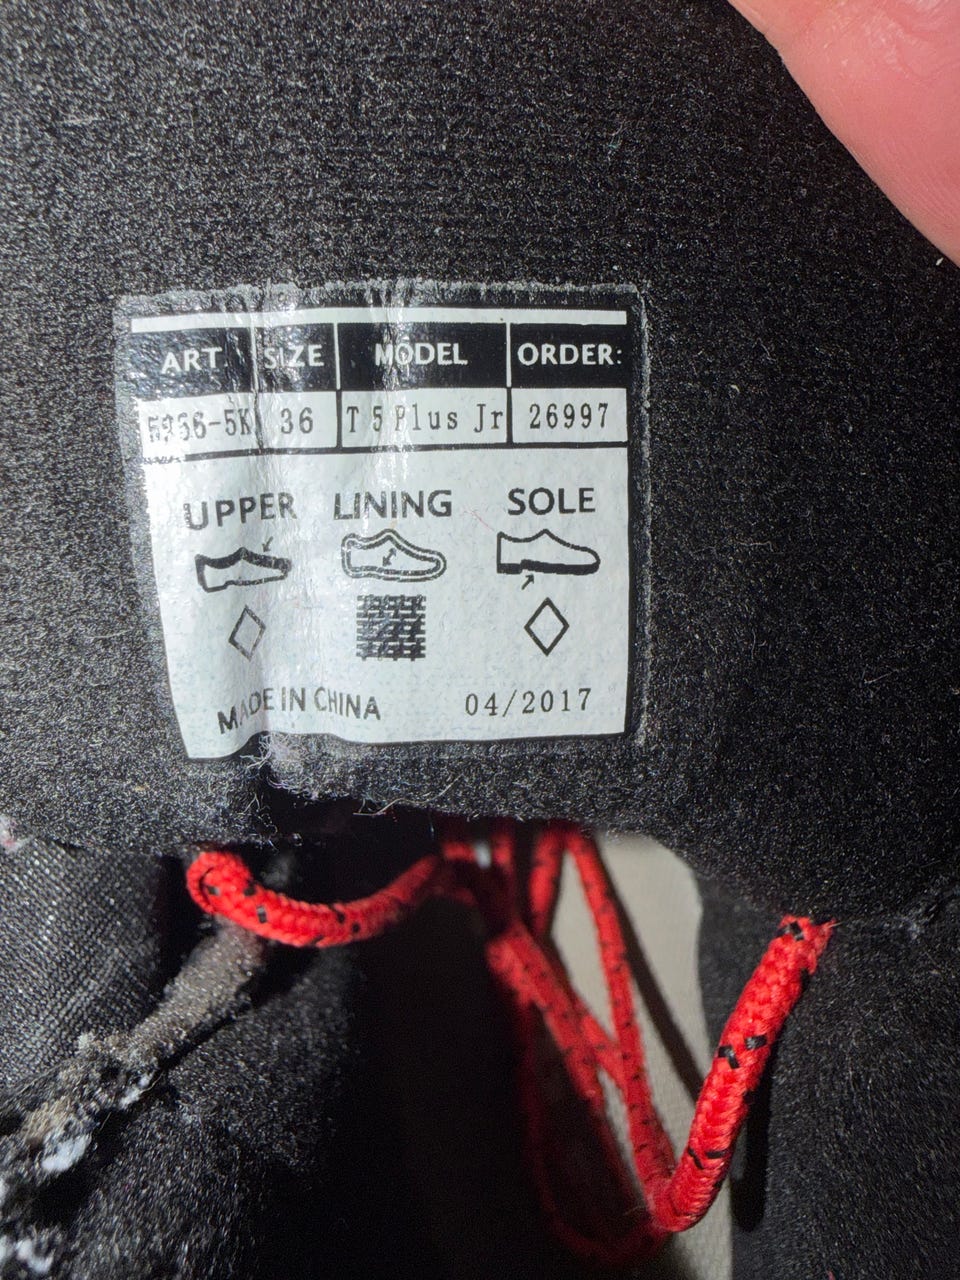 ART SIZE MODEL ORDER:
36 T 5 Plus Jr 26997
UPPER LINING SOLE
MADE IN CHINA 04/2017